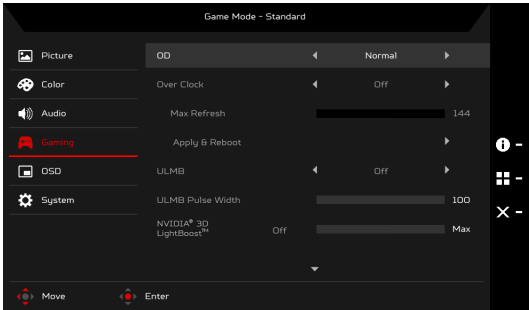 Game Mode - Standard
Picture
OD Normal
Color
Over Clock Off
Audio
Max Refresh 144
Gaming
Apply & Reboot
OSD
ULMB Off
System
ULMB Pulse Width 100
NVIDIA® 3D
LightBoost™ Off Max
Move Enter